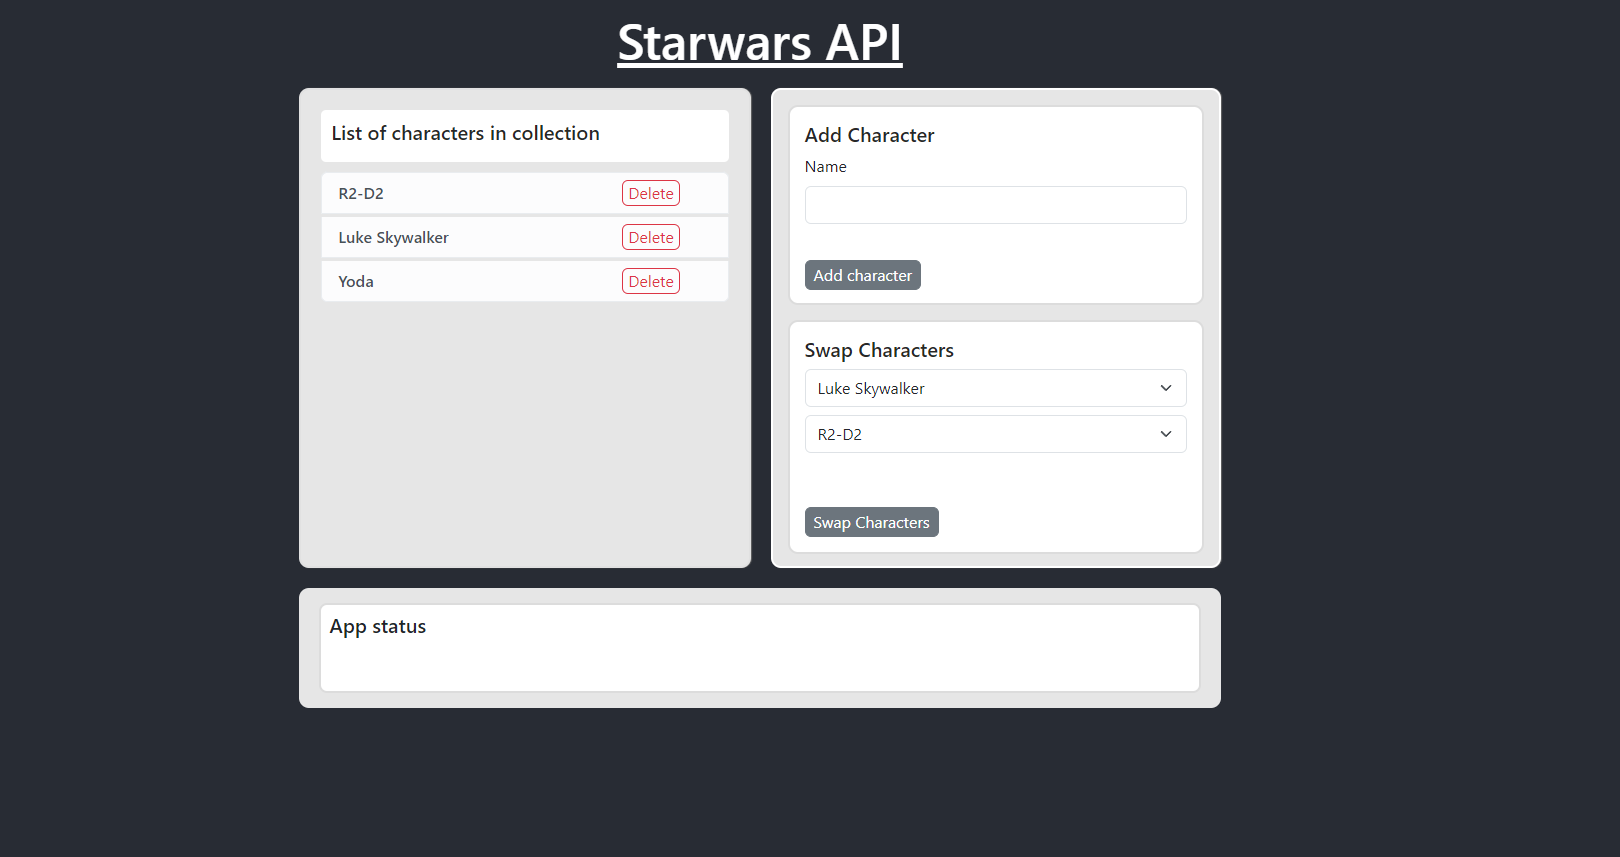 Starwars API
List of characters in collection
R2-D2 Delete
Luke Skywalker Delete
Yoda Delete
Add Character
Name
Add character
Swap Characters
Luke Skywalker
R2-D2
Swap Characters
App status